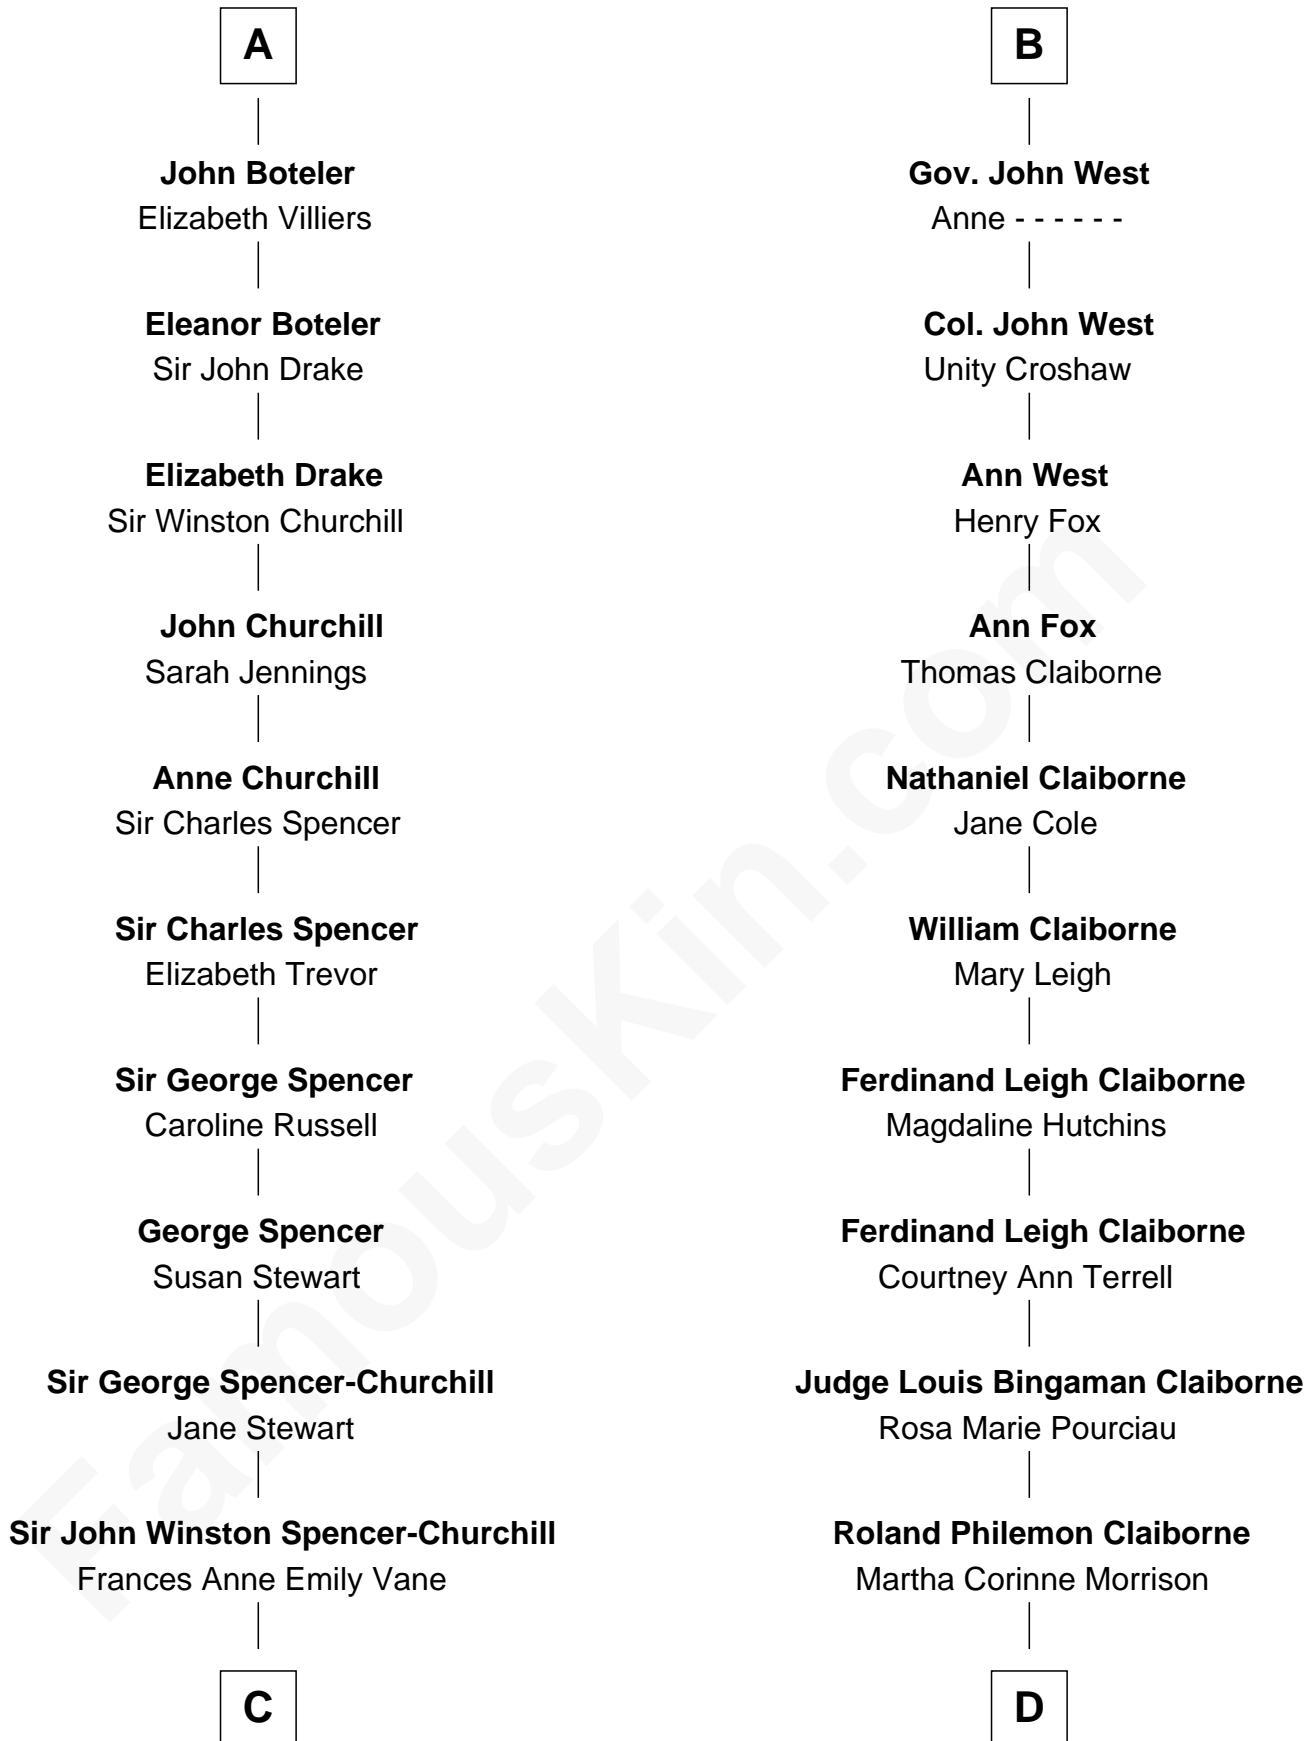 A
John Boteler
Elizabeth Villiers
Eleanor Boteler
Sir John Drake
Elizabeth Drake
Sir Winston Churchill
John Churchill
Sarah Jennings
Anne Churchill
Sir Charles Spencer
Sir Charles Spencer
Elizabeth Trevor
Sir George Spencer
Caroline Russell
George Spencer
Susan Stewart
Sir George Spencer-Churchill
Jane Stewart
Sir John Winston Spencer-Churchill
Frances Anne Emily Vane
C
B
Gov. John West
Anne - - - - - -
Col. John West
Unity Croshaw
Ann West
Henry Fox
Ann Fox
Thomas Claiborne
Nathaniel Claiborne
Jane Cole
William Claiborne
Mary Leigh
Ferdinand Leigh Claiborne
Magdaline Hutchins
Ferdinand Leigh Claiborne
Courtney Ann Terrell
Judge Louis Bingaman Claiborne
Rosa Marie Pourciau
Roland Philemon Claiborne
Martha Corinne Morrison
D
FamousKin.com